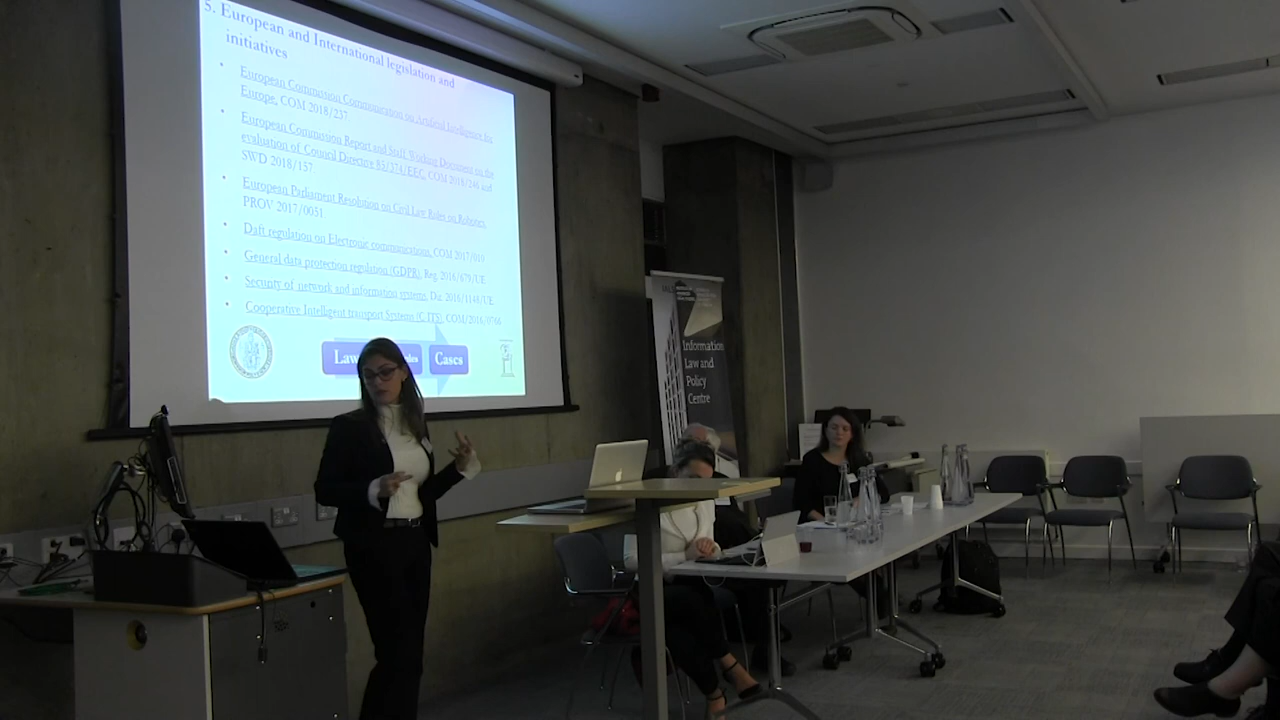 5. European and International legislation and
initiatives
• European Commission Communication on Artificial Intelligence for
Europe, COM 2018/237
• European Commission Report and Staff Working Document on the
evaluation of Council Directive 85/374/EEC, COM 2018/246 and
SWD 2018/157
• European Parliament Resolution on Civil Law Rules on Robotics,
PROV 2017/0051
• Daft regulation on Electronic communications, COM 2017/010
• General data protection regulation (GDPR), Reg. 2016/679/UE
• Security of network and information systems, Dir. 2016/1148/UE
• Cooperative Intelligent transport Systems (C ITS), COM/2016/0766
Law
Cases
Information
Law and
Policy
Centre